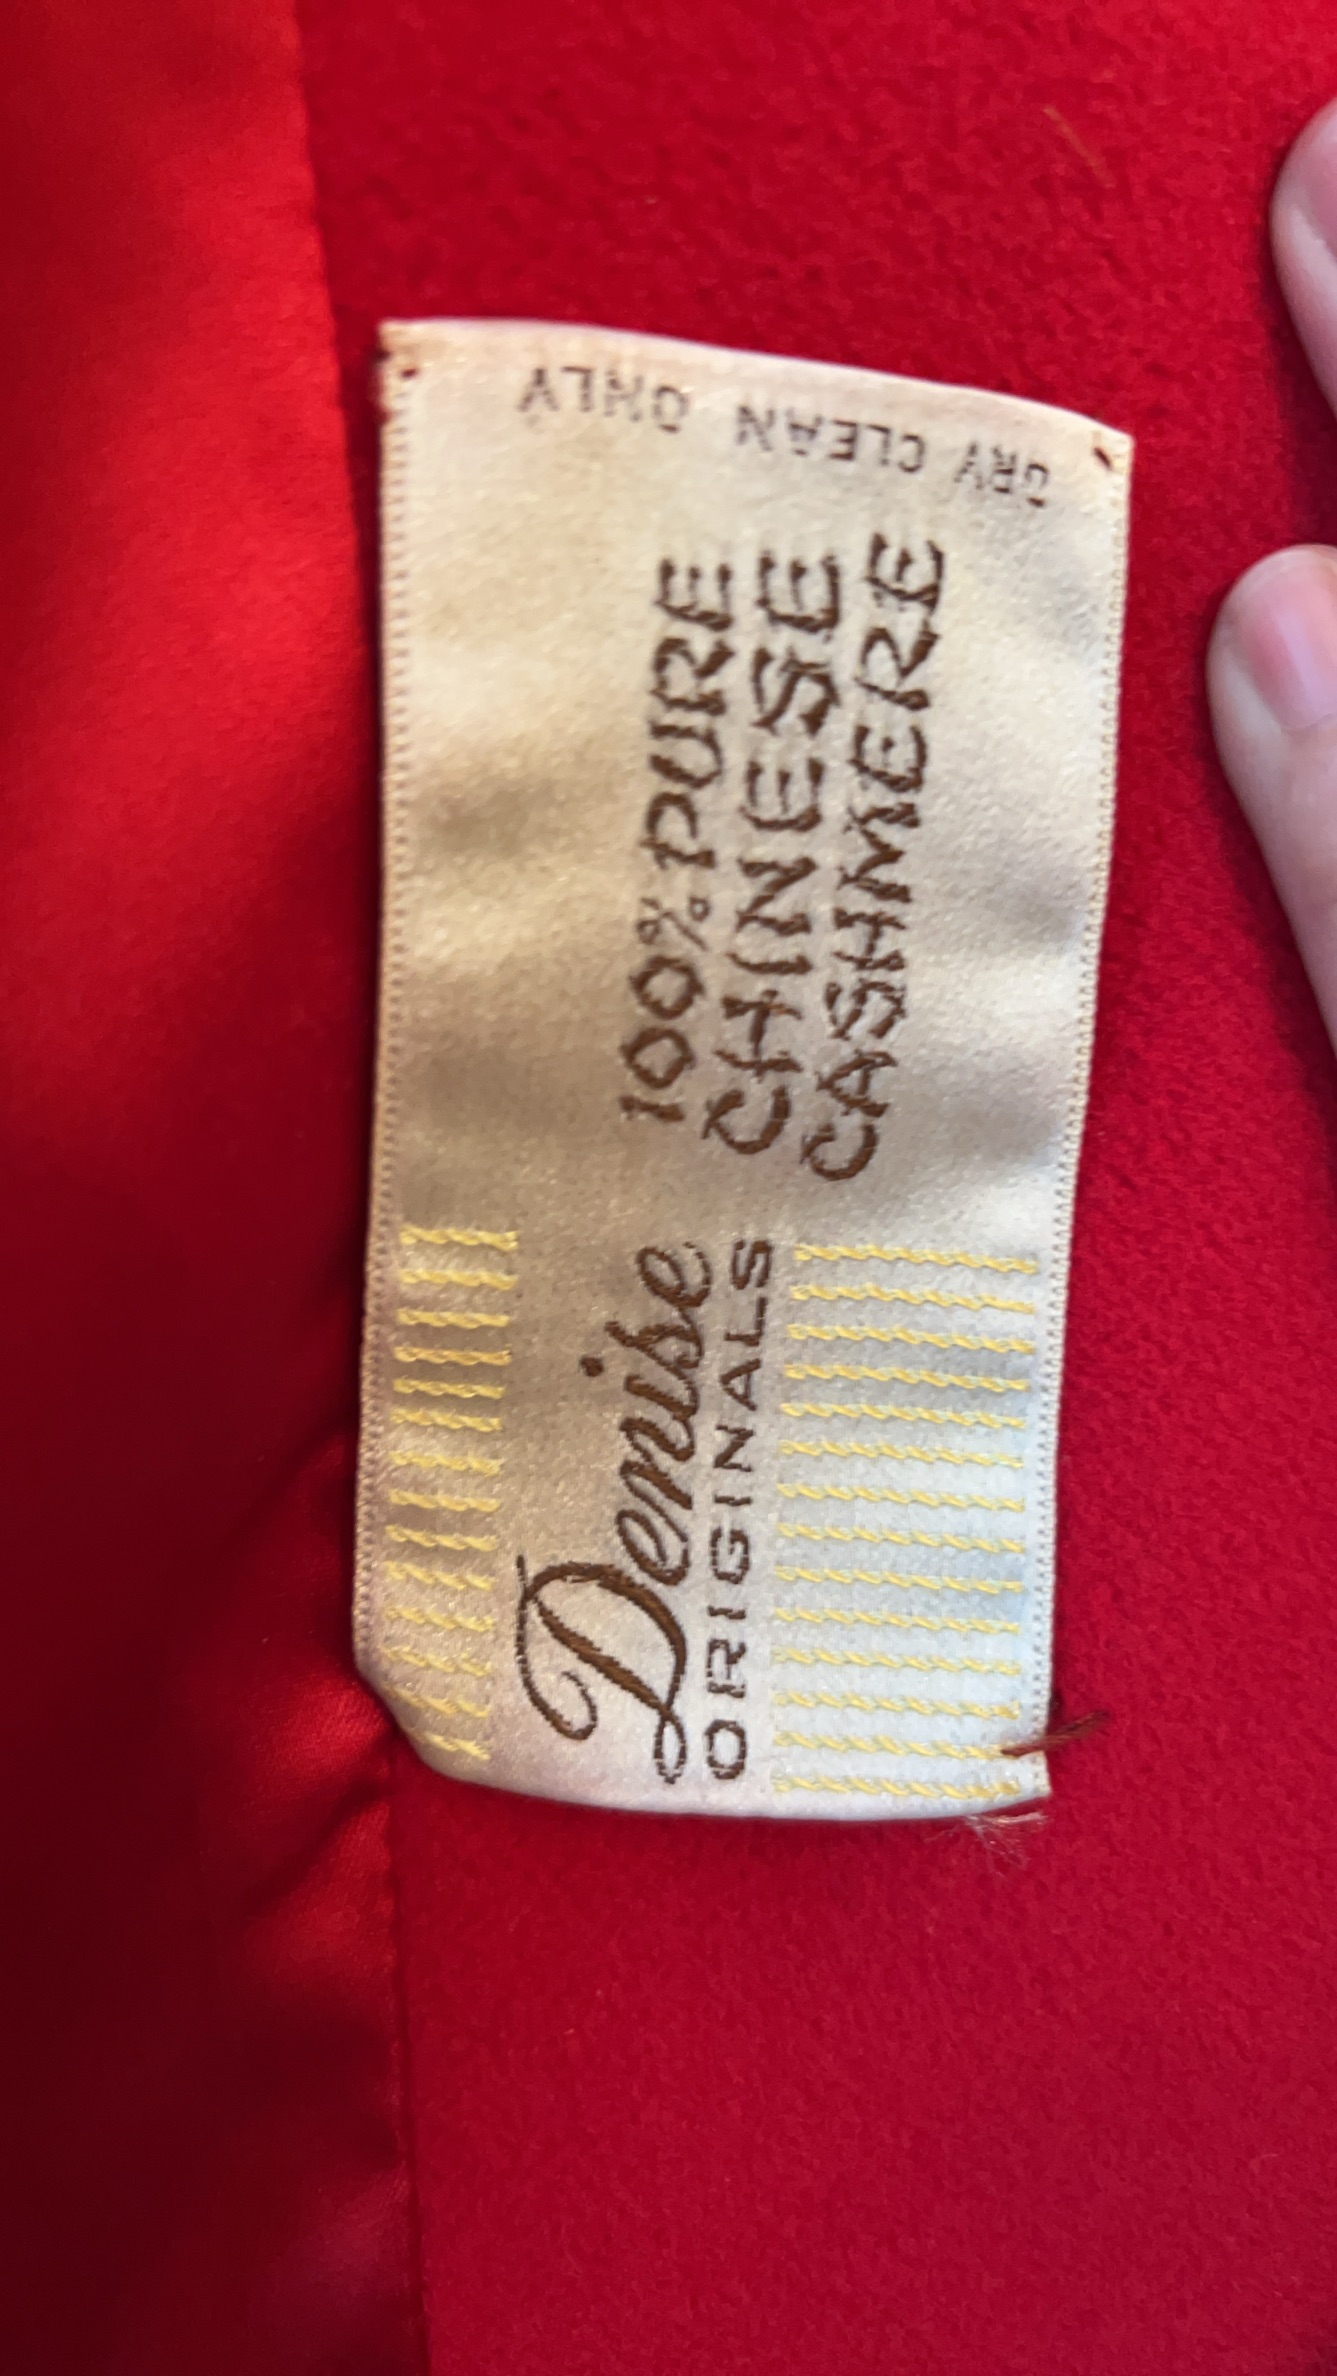 Denise
ORIGINALS
100% PURE
CHINESE
CASHMERE
DRY CLEAN ONLY